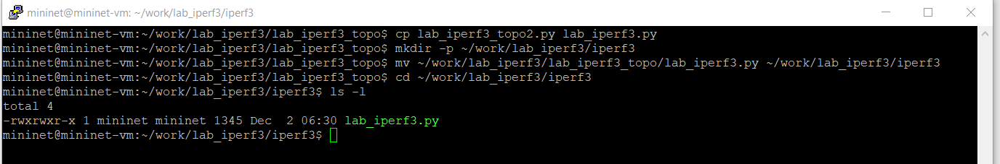 mininet@mininet-vm: ~/work/lab_iperf3/iperf3
mininet@mininet-vm:~/work/lab_iperf3/lab_iperf3_topo$ cp lab_iperf3_topo2.py lab_iperf3.py
mininet@mininet-vm:~/work/lab_iperf3/lab_iperf3_topo$ mkdir -p ~/work/lab_iperf3/iperf3
mininet@mininet-vm:~/work/lab_iperf3/lab_iperf3_topo$ mv ~/work/lab_iperf3/lab_iperf3_topo/lab_iperf3.py ~/work/lab_iperf3/iperf3
mininet@mininet-vm:~/work/lab_iperf3/lab_iperf3_topo$ cd ~/work/lab_iperf3/iperf3
mininet@mininet-vm:~/work/lab_iperf3/iperf3$ ls -l
total 4
-rwxrwxr-x 1 mininet mininet 1345 Dec  2 06:30 lab_iperf3.py
mininet@mininet-vm:~/work/lab_iperf3/iperf3$